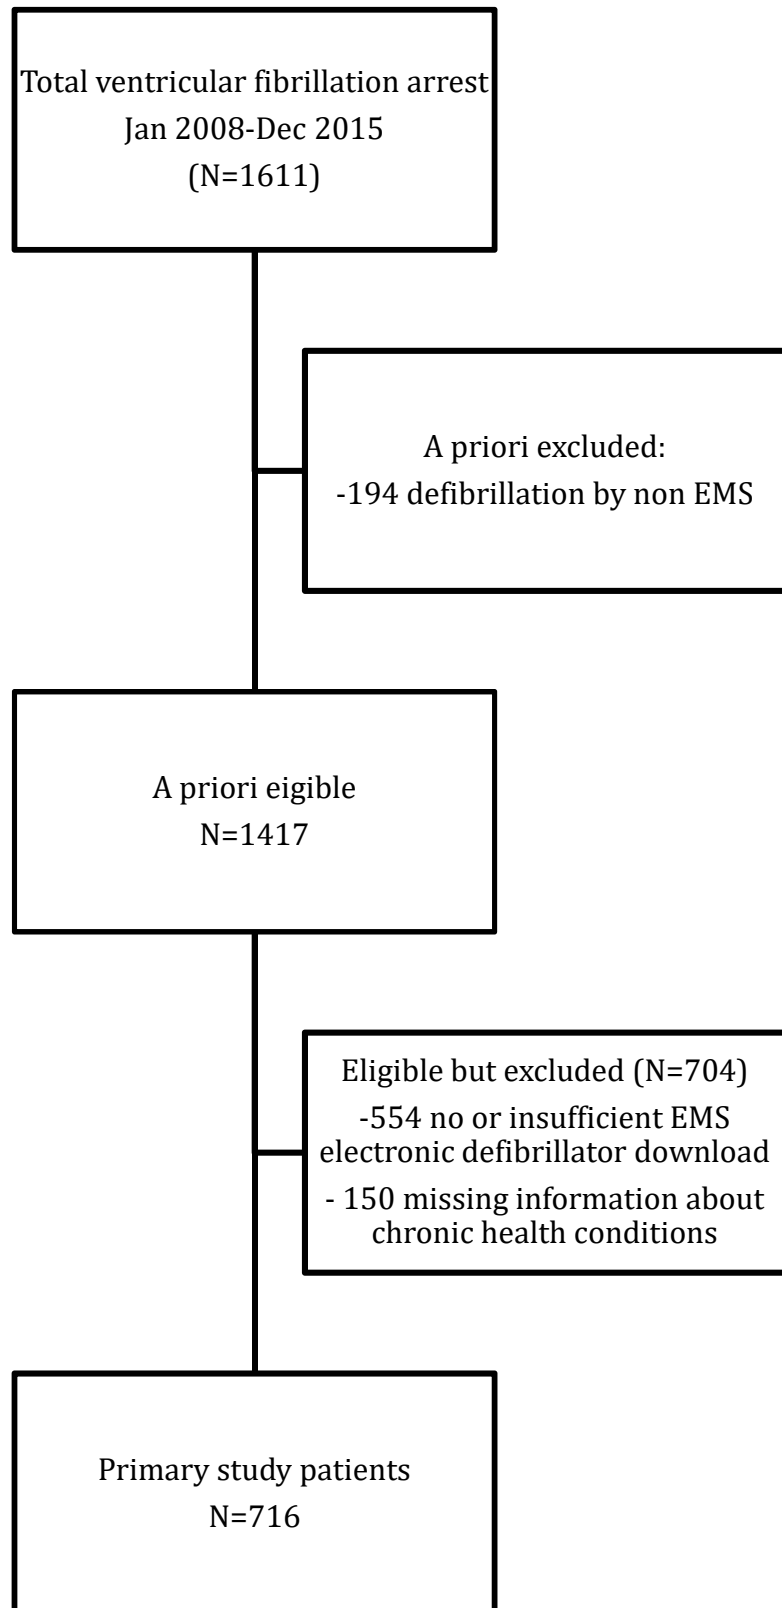 Total ventricular fibrillation arrest
Jan 2008-Dec 2015
(N=1611)
A priori excluded:
-194 defibrillation by non EMS
A priori eigible
N=1417
Eligible but excluded (N=704)
-554 no or insufficient EMS
electronic defibrillator download
- 150 missing information about
chronic health conditions
Primary study patients
N=716